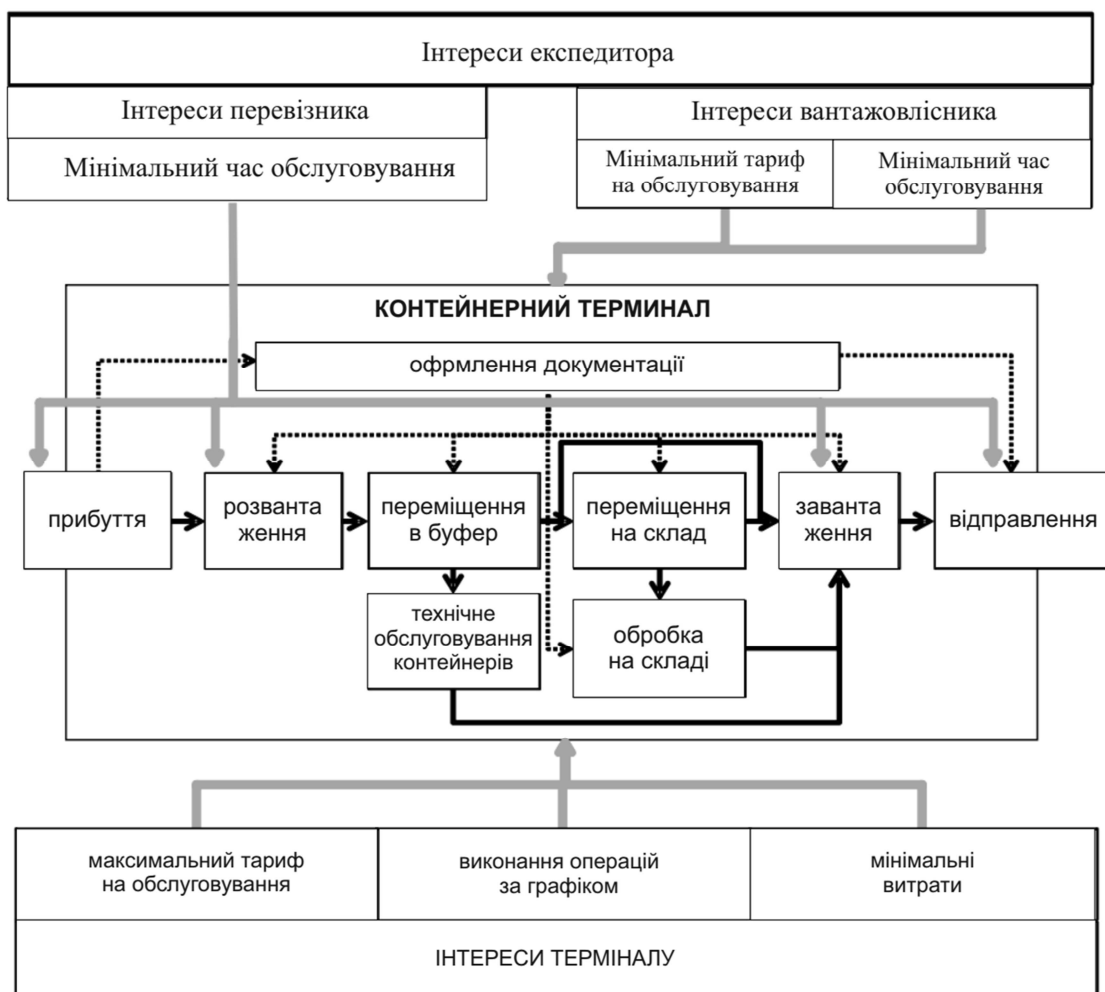 Інтереси експедитора
Інтереси перевізника
Мінімальний час обслуговування
Інтереси вантажовлісника
Мінімальний тариф
на обслуговування
Мінімальний час
обслуговування
КОНТЕЙНЕРНИЙ ТЕРМИНАЛ
офрмлення документації
прибуття
розванта
ження
переміщення
в буфер
переміщення
на склад
заванта
ження
відправлення
технічне
обслуговування
контейнерів
обробка
на складі
максимальний тариф
на обслуговування
виконання операцій
за графіком
мінімальні
витрати
ІНТЕРЕСИ ТЕРМІНАЛУ